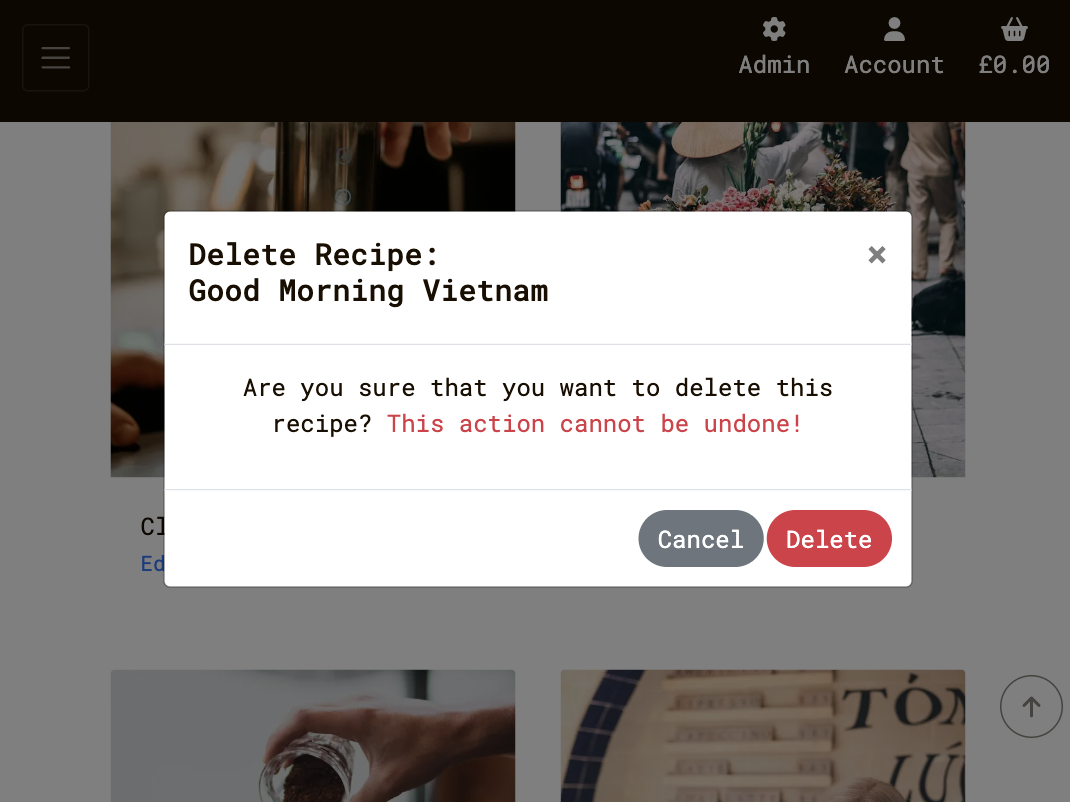 Admin
Account
£0.00
Delete Recipe:
Good Morning Vietnam
×
Are you sure that you want to delete this
recipe? This action cannot be undone!
Cancel
Delete
Cl
Ed
TÓN
LÚ